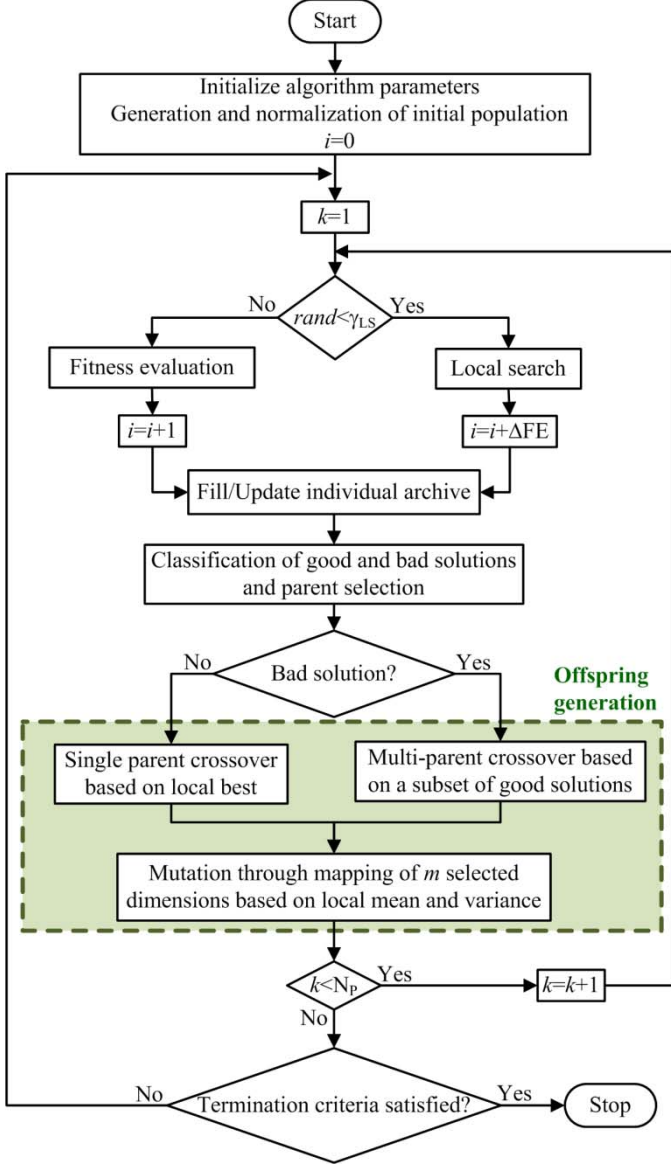 Start
Initialize algorithm parameters
Generation and normalization of initial population
i=0
k=1
No
rand<γLS
Yes
Fitness evaluation
Local search
i=i+1
i=i+ΔFE
Fill/Update individual archive
Classification of good and bad solutions
and parent selection
No
Bad solution?
Yes
Offspring
generation
Single parent crossover
based on local best
Multi-parent crossover based
on a subset of good solutions
Mutation through mapping of m selected
dimensions based on local mean and variance
k<NP
Yes
k=k+1
No
No
Termination criteria satisfied?
Yes
Stop